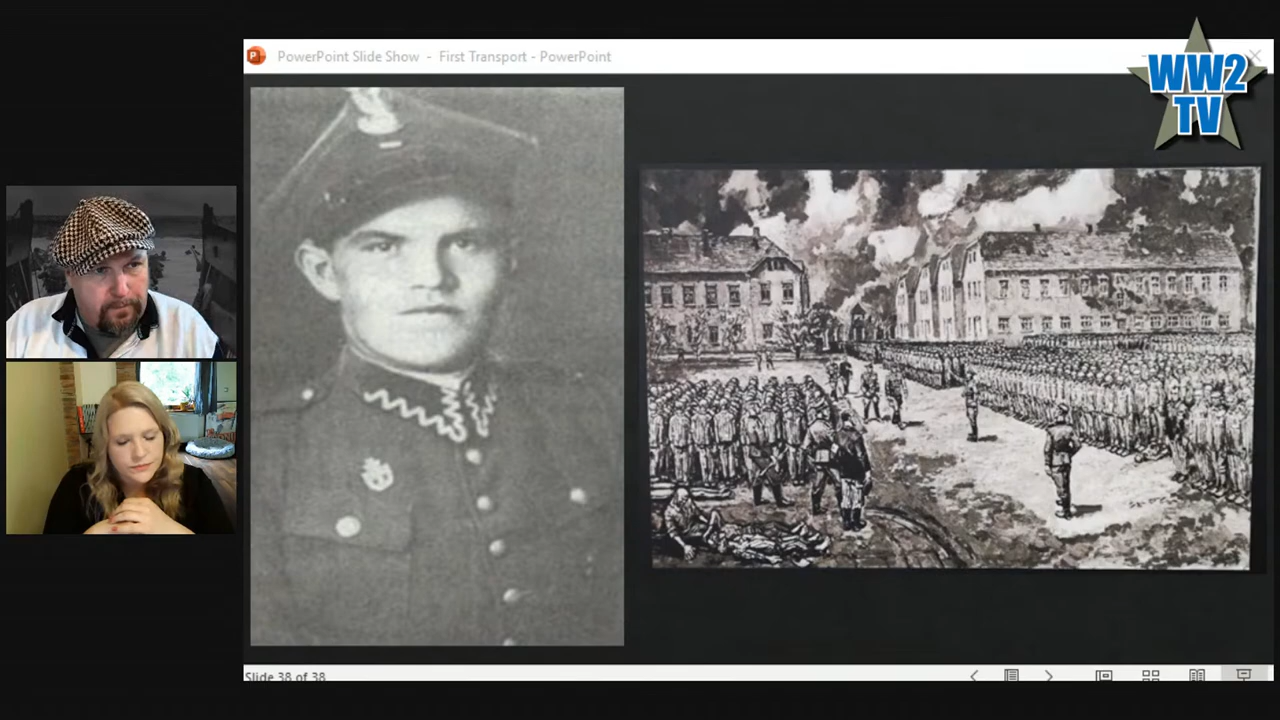 PowerPoint Slide Show - First Transport - PowerPoint
WW2
TV
Slide 38 of 38